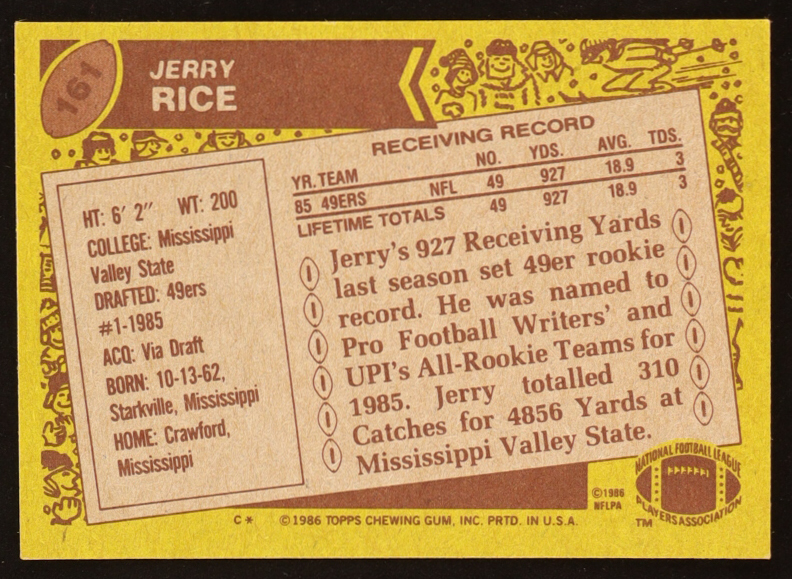 161
JERRY
RICE
RECEIVING RECORD
YR. TEAM NO. YDS. AVG. TDS.
85 49ERS NFL 49 927 18.9 3
LIFETIME TOTALS 49 927 18.9 3
HT: 6' 2" WT: 200
COLLEGE: Mississippi
Valley State
DRAFTED: 49ers
#1-1985
ACQ: Via Draft
BORN: 10-13-62,
Starkville, Mississippi
HOME: Crawford,
Mississippi
Jerry's 927 Receiving Yards
last season set 49er rookie
record. He was named to
Pro Football Writers' and
UPI's All-Rookie Teams for
1985. Jerry totalled 310
Catches for 4856 Yards at
Mississippi Valley State.
©1986
NFLPA
NATIONAL FOOTBALL LEAGUE
PLAYERS ASSOCIATION
TM
C* ©1986 TOPPS CHEWING GUM, INC. PRTD. IN U.S.A.